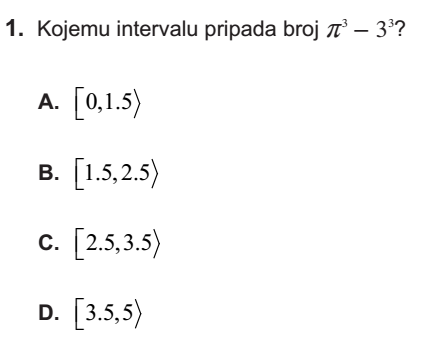 1. Kojemu intervalu pripada broj π³ – 3³?
A. [0,1.5⟩
B. [1.5,2.5⟩
C. [2.5,3.5⟩
D. [3.5,5⟩